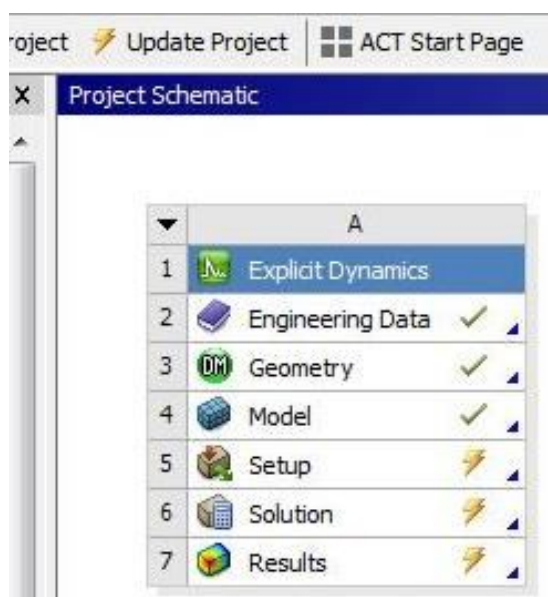 roject Update Project ACT Start Page
X Project Schematic
A
1 Explicit Dynamics
2 Engineering Data
3 DM Geometry
4 Model
5 Setup
6 Solution
7 Results